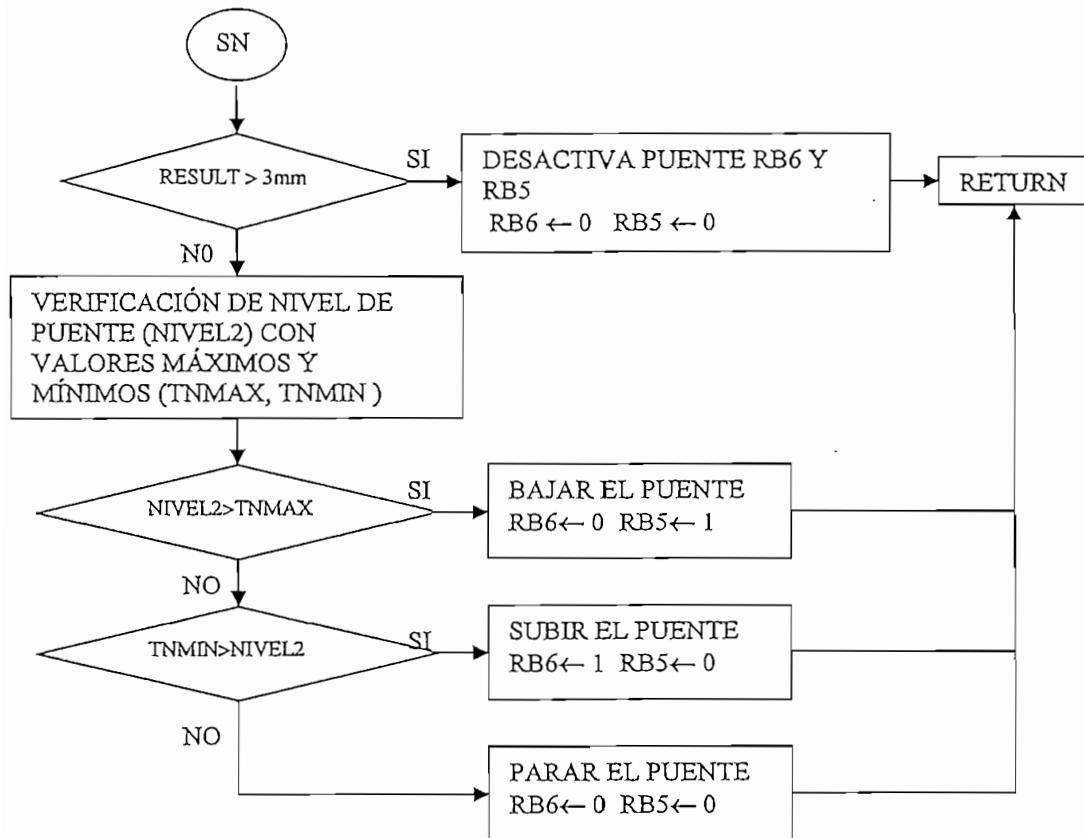 SN
RESULT > 3mm
SI
DESACTIVA PUENTE RB6 Y
RB5
RB6 ← 0 RB5 ← 0
RETURN
N0
VERIFICACIÓN DE NIVEL DE
PUENTE (NIVEL2) CON
VALORES MÁXIMOS Y
MÍNIMOS (TNMAX, TNMIN )
NIVEL2>TNMAX
SI
BAJAR EL PUENTE
RB6← 0 RB5← 1
NO
TNMIN>NIVEL2
SI
SUBIR EL PUENTE
RB6← 1 RB5← 0
NO
PARAR EL PUENTE
RB6← 0 RB5← 0